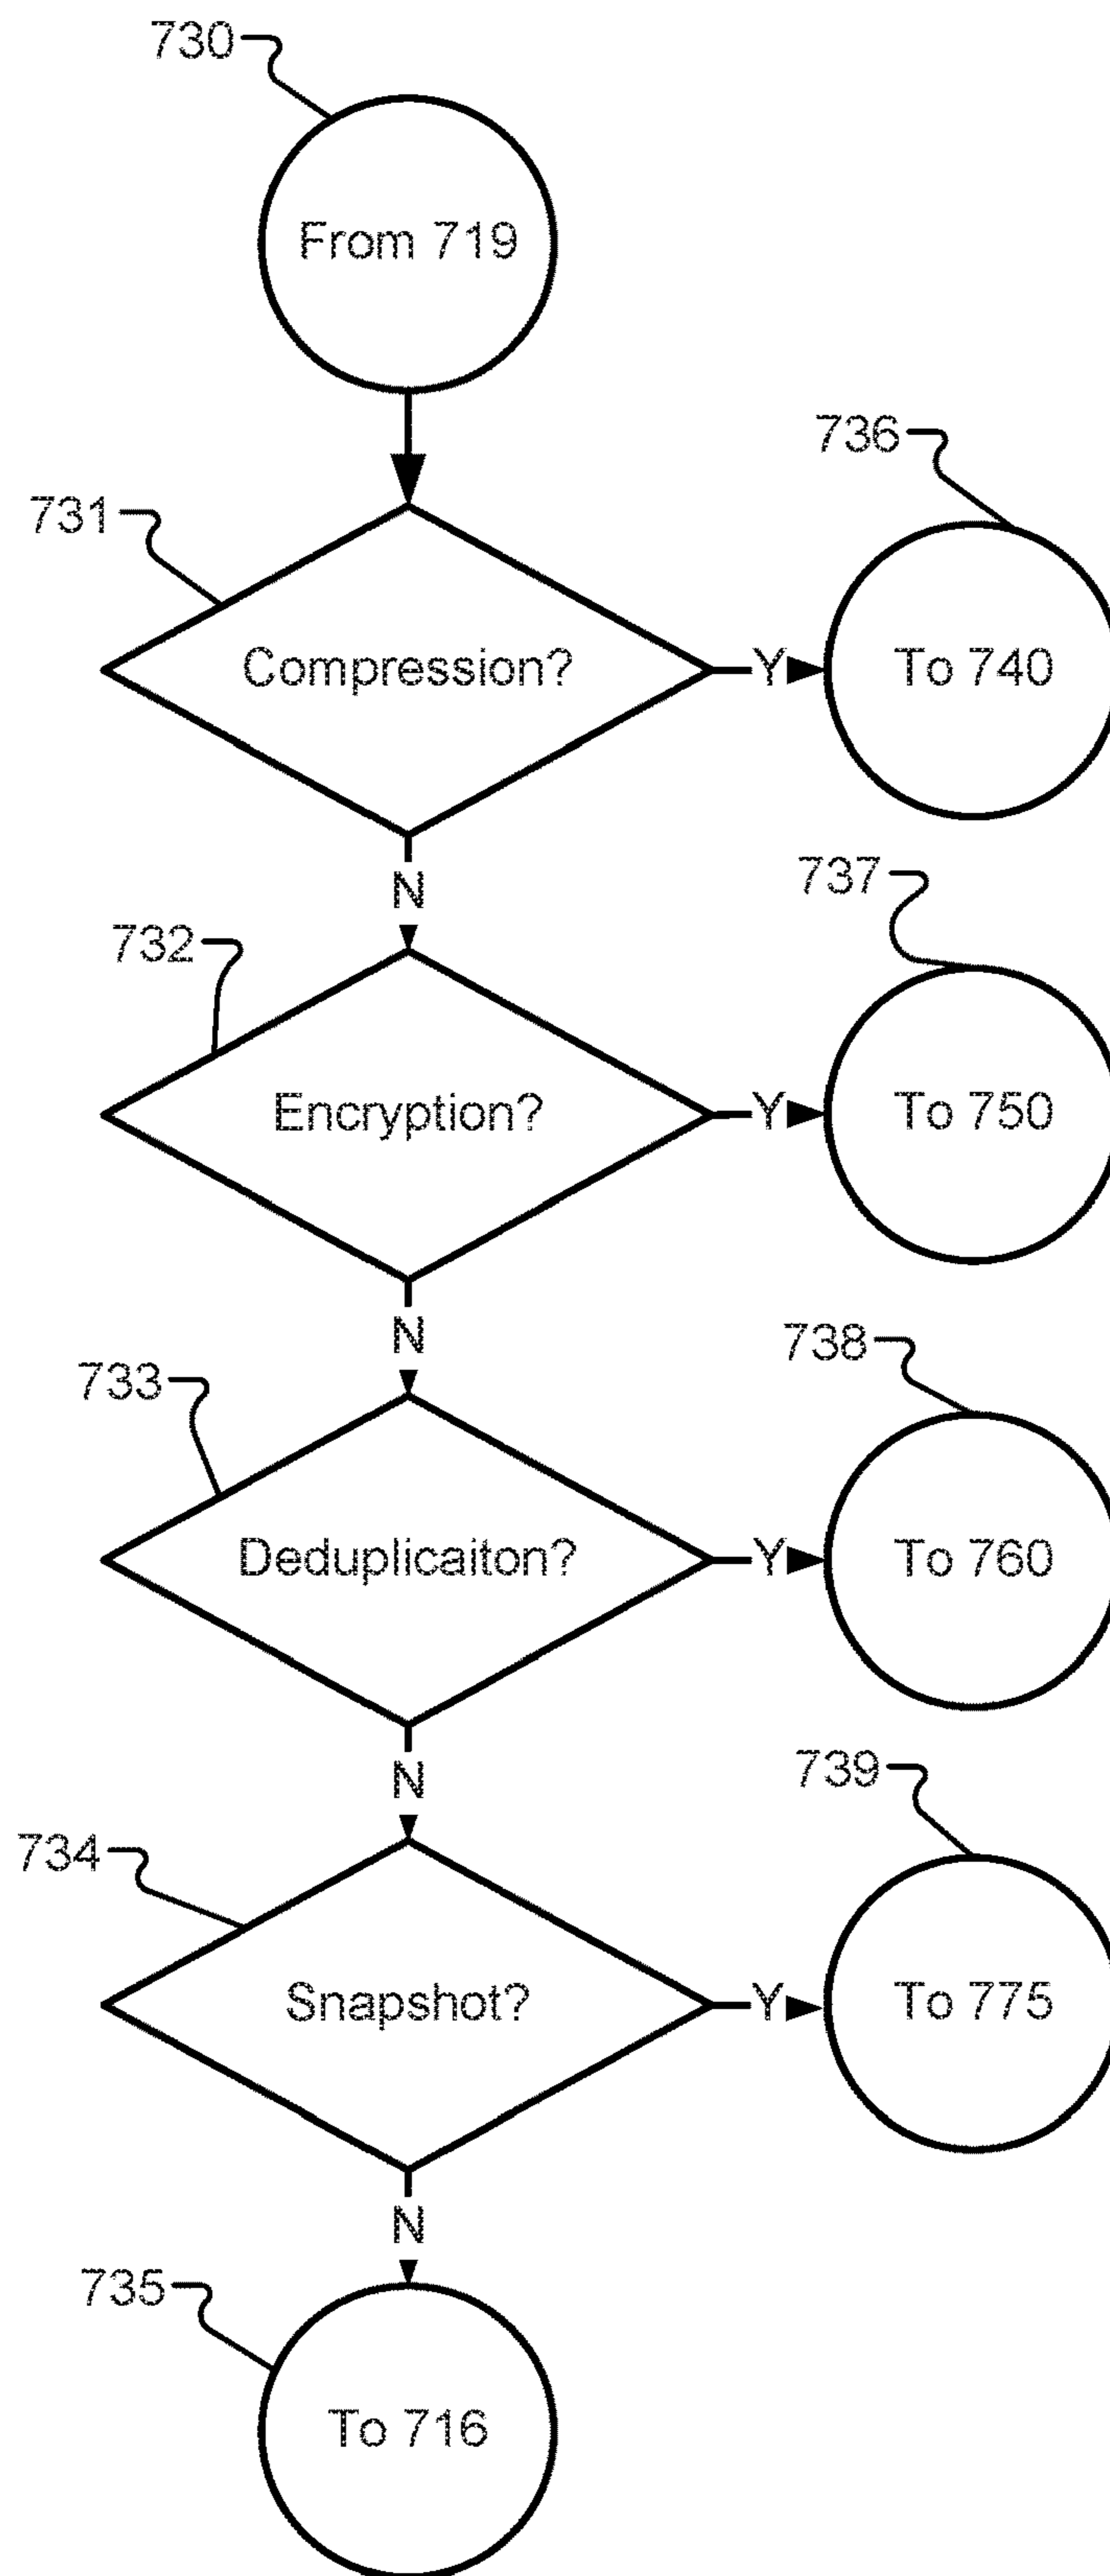 730
From 719
736
731
Compression?
Y
To 740
N
737
732
Encryption?
Y
To 750
N
738
733
Deduplicaiton?
Y
To 760
N
739
734
Snapshot?
Y
To 775
N
735
To 716